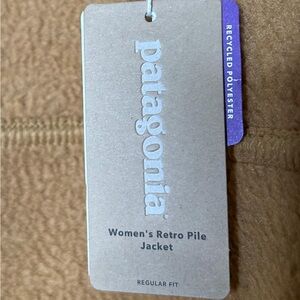 patagonia
RECYCLED POLYESTER
Women's Retro Pile
Jacket
REGULAR FIT